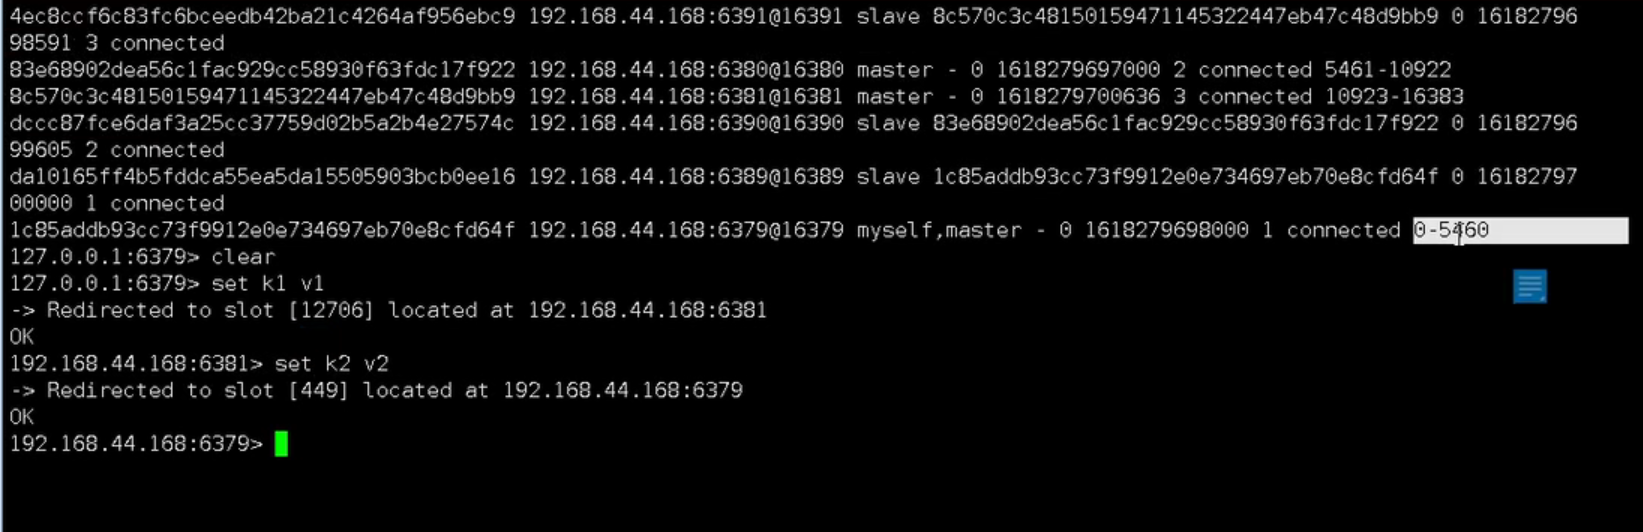 4ec8ccf6c83fc6bceedb42ba21c4264af956ebc9 192.168.44.168:6391@16391 slave 8c570c3c48150159471145322447eb47c48d9bb9 0 16182796
98591 3 connected
83e68902dea56c1fac929cc58930f63fdc17f922 192.168.44.168:6380@16380 master - 0 1618279697000 2 connected 5461-10922
8c570c3c48150159471145322447eb47c48d9bb9 192.168.44.168:6381@16381 master - 0 1618279700636 3 connected 10923-16383
dccc87fce6daf3a25cc37759d02b5a2b4e27574c 192.168.44.168:6390@16390 slave 83e68902dea56c1fac929cc58930f63fdc17f922 0 16182796
99605 2 connected
da10165ff4b5fddca55ea5da15505903bcb0ee16 192.168.44.168:6389@16389 slave 1c85addb93cc73f9912e0e734697eb70e8cfd64f 0 16182797
00000 1 connected
1c85addb93cc73f9912e0e734697eb70e8cfd64f 192.168.44.168:6379@16379 myself,master - 0 1618279698000 1 connected 0-5460
127.0.0.1:6379> clear
127.0.0.1:6379> set k1 v1
-> Redirected to slot [12706] located at 192.168.44.168:6381
OK
192.168.44.168:6381> set k2 v2
-> Redirected to slot [449] located at 192.168.44.168:6379
OK
192.168.44.168:6379>